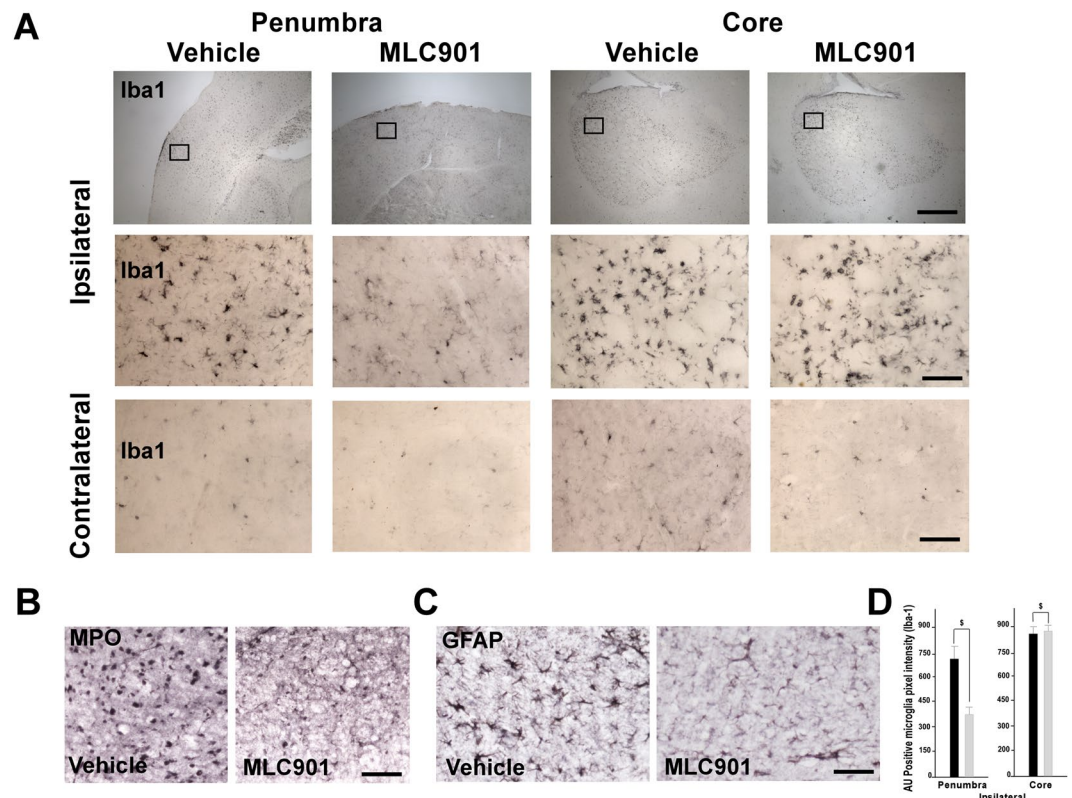 A
Penumbra
Core
Vehicle
MLC901
Vehicle
MLC901
Ipsilateral
Iba1
Iba1
Contralateral
Iba1
B
MPO
Vehicle
MLC901
C
GFAP
Vehicle
MLC901
D
AU Positive microglia pixel intensity (Iba-1)
900
750
600
450
300
150
0
$
Penumbra
900
750
600
400
300
200
0
$
Core
Ipsilateral